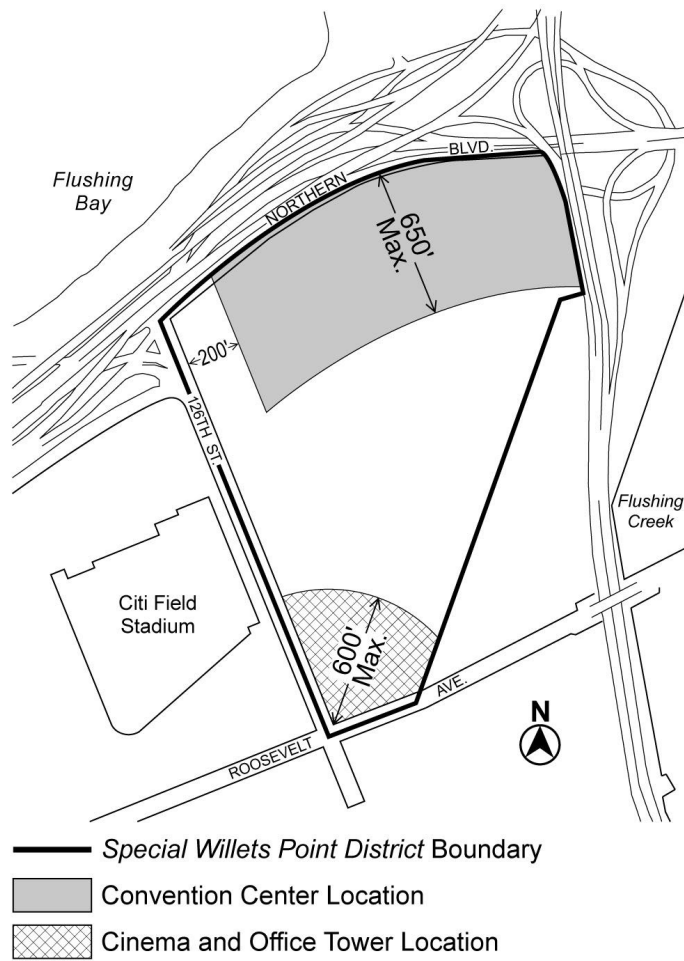 Flushing
Bay
NORTHERN
BLVD.
650'
Max.
200'
126TH ST.
Flushing
Creek
Citi Field
Stadium
600'
Max.
ROOSEVELT
AVE.
N
Special Willets Point District Boundary
Convention Center Location
Cinema and Office Tower Location